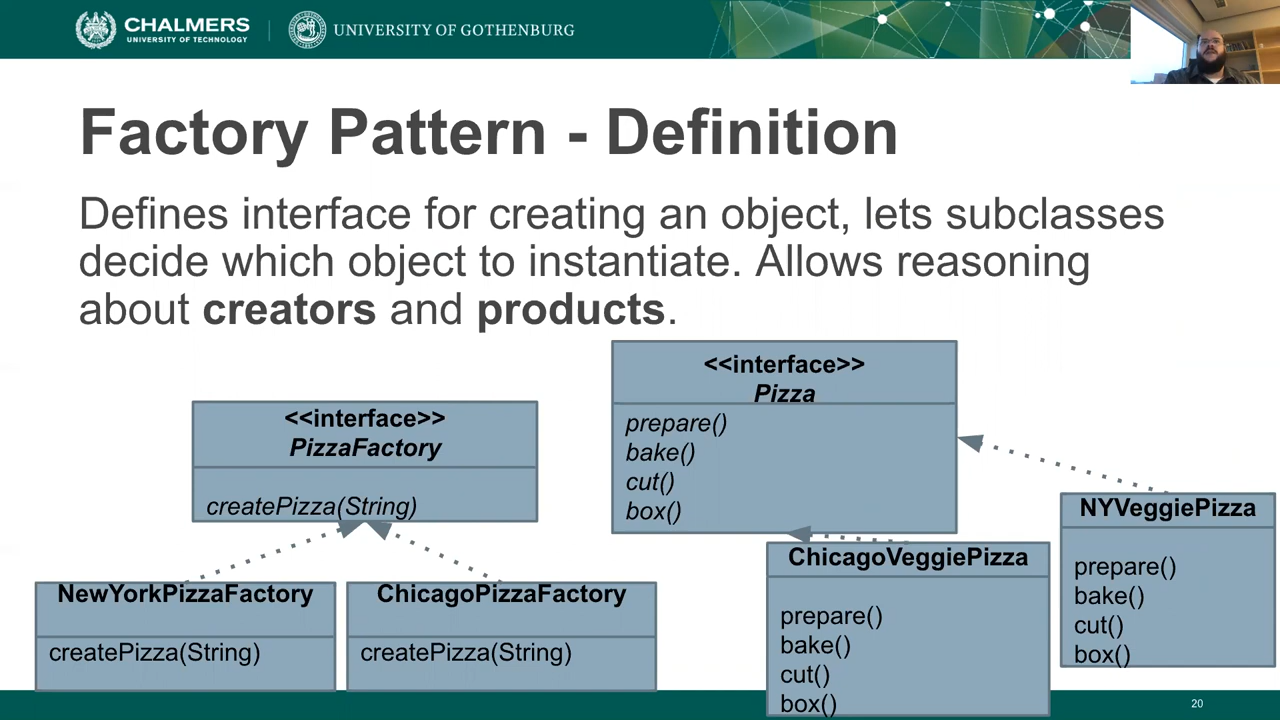 CHALMERS
UNIVERSITY OF TECHNOLOGY
UNIVERSITY OF GOTHENBURG
Factory Pattern - Definition
Defines interface for creating an object, lets subclasses
decide which object to instantiate. Allows reasoning
about creators and products.
<<interface>>
PizzaFactory
createPizza(String)
NewYorkPizzaFactory
createPizza(String)
ChicagoPizzaFactory
createPizza(String)
<<interface>>
Pizza
prepare()
bake()
cut()
box()
ChicagoVeggiePizza
prepare()
bake()
cut()
box()
NYVeggiePizza
prepare()
bake()
cut()
box()
20